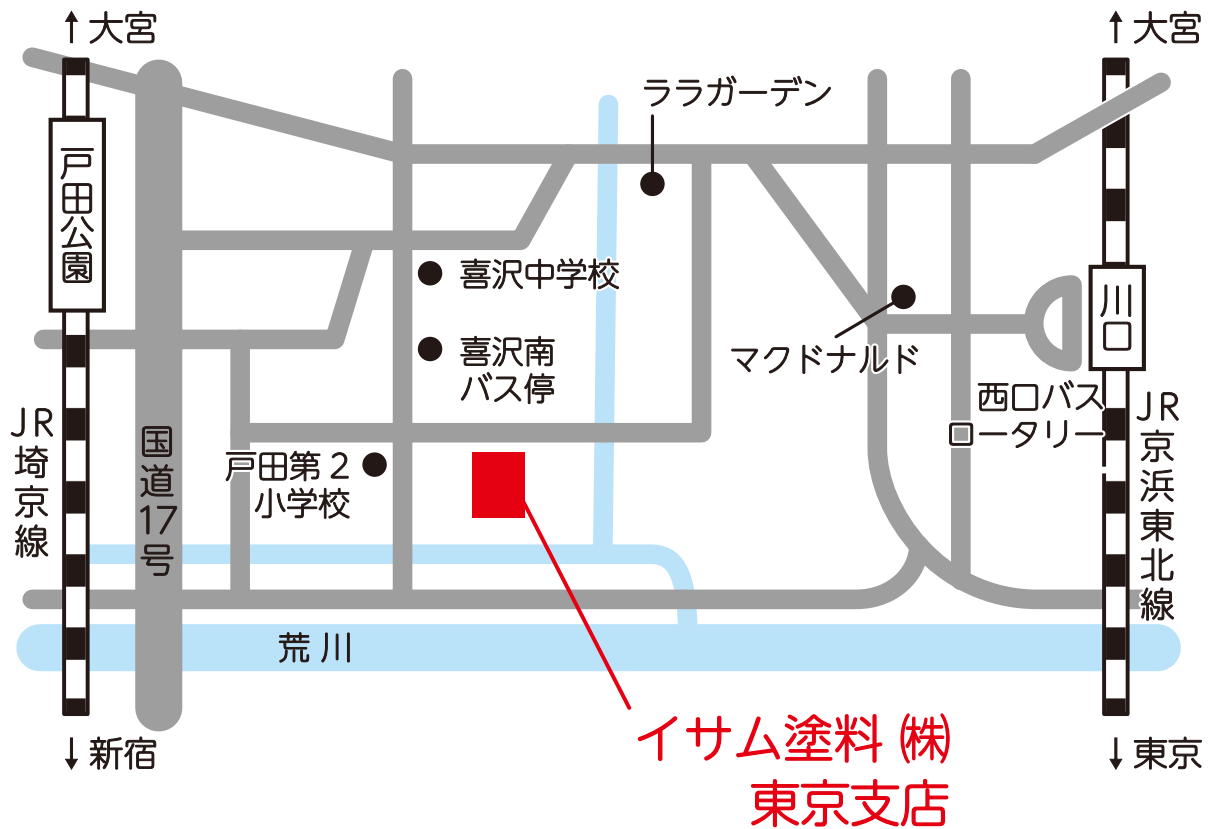 ↑大宮
↑大宮
ララガーデン
戸田公園
喜沢中学校
川口
喜沢南
バス停
マクドナルド
西口バス
ロータリー
JR埼京線
国道17号
JR京浜東北線
戸田第2
小学校
荒川
イサム塗料㈱
東京支店
↓新宿
↓東京